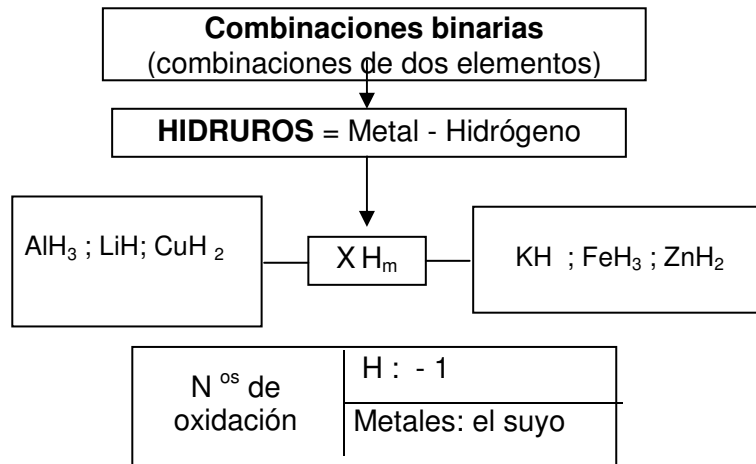 Combinaciones binarias
(combinaciones de dos elementos)
HIDRUROS = Metal - Hidrógeno
AlH₃ ; LiH; CuH ₂
X Hₘ
KH ; FeH₃ ; ZnH₂
N ᵒˢ de
oxidación
H : - 1
Metales: el suyo